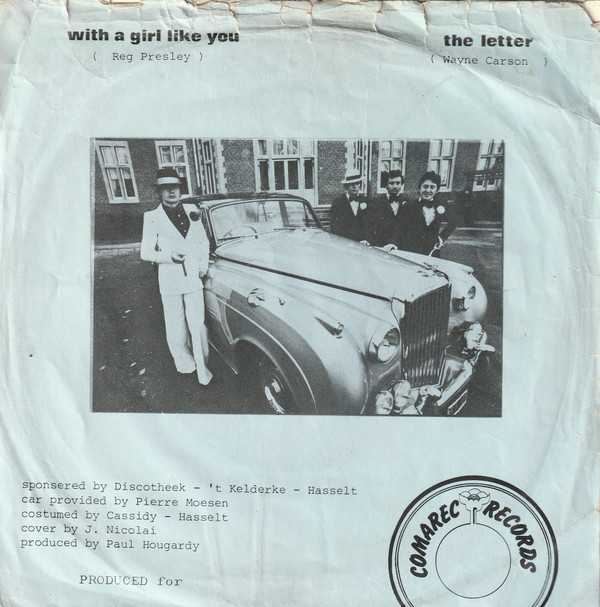 with a girl like you
( Reg Presley )
the letter
( Wayne Carson )
sponsered by Discotheek - 't Kelderke - Hasselt
car provided by Pierre Moesen
costumed by Cassidy - Hasselt
cover by J. Nicolai
produced by Paul Hougardy
PRODUCED for
COMAREC RECORDS